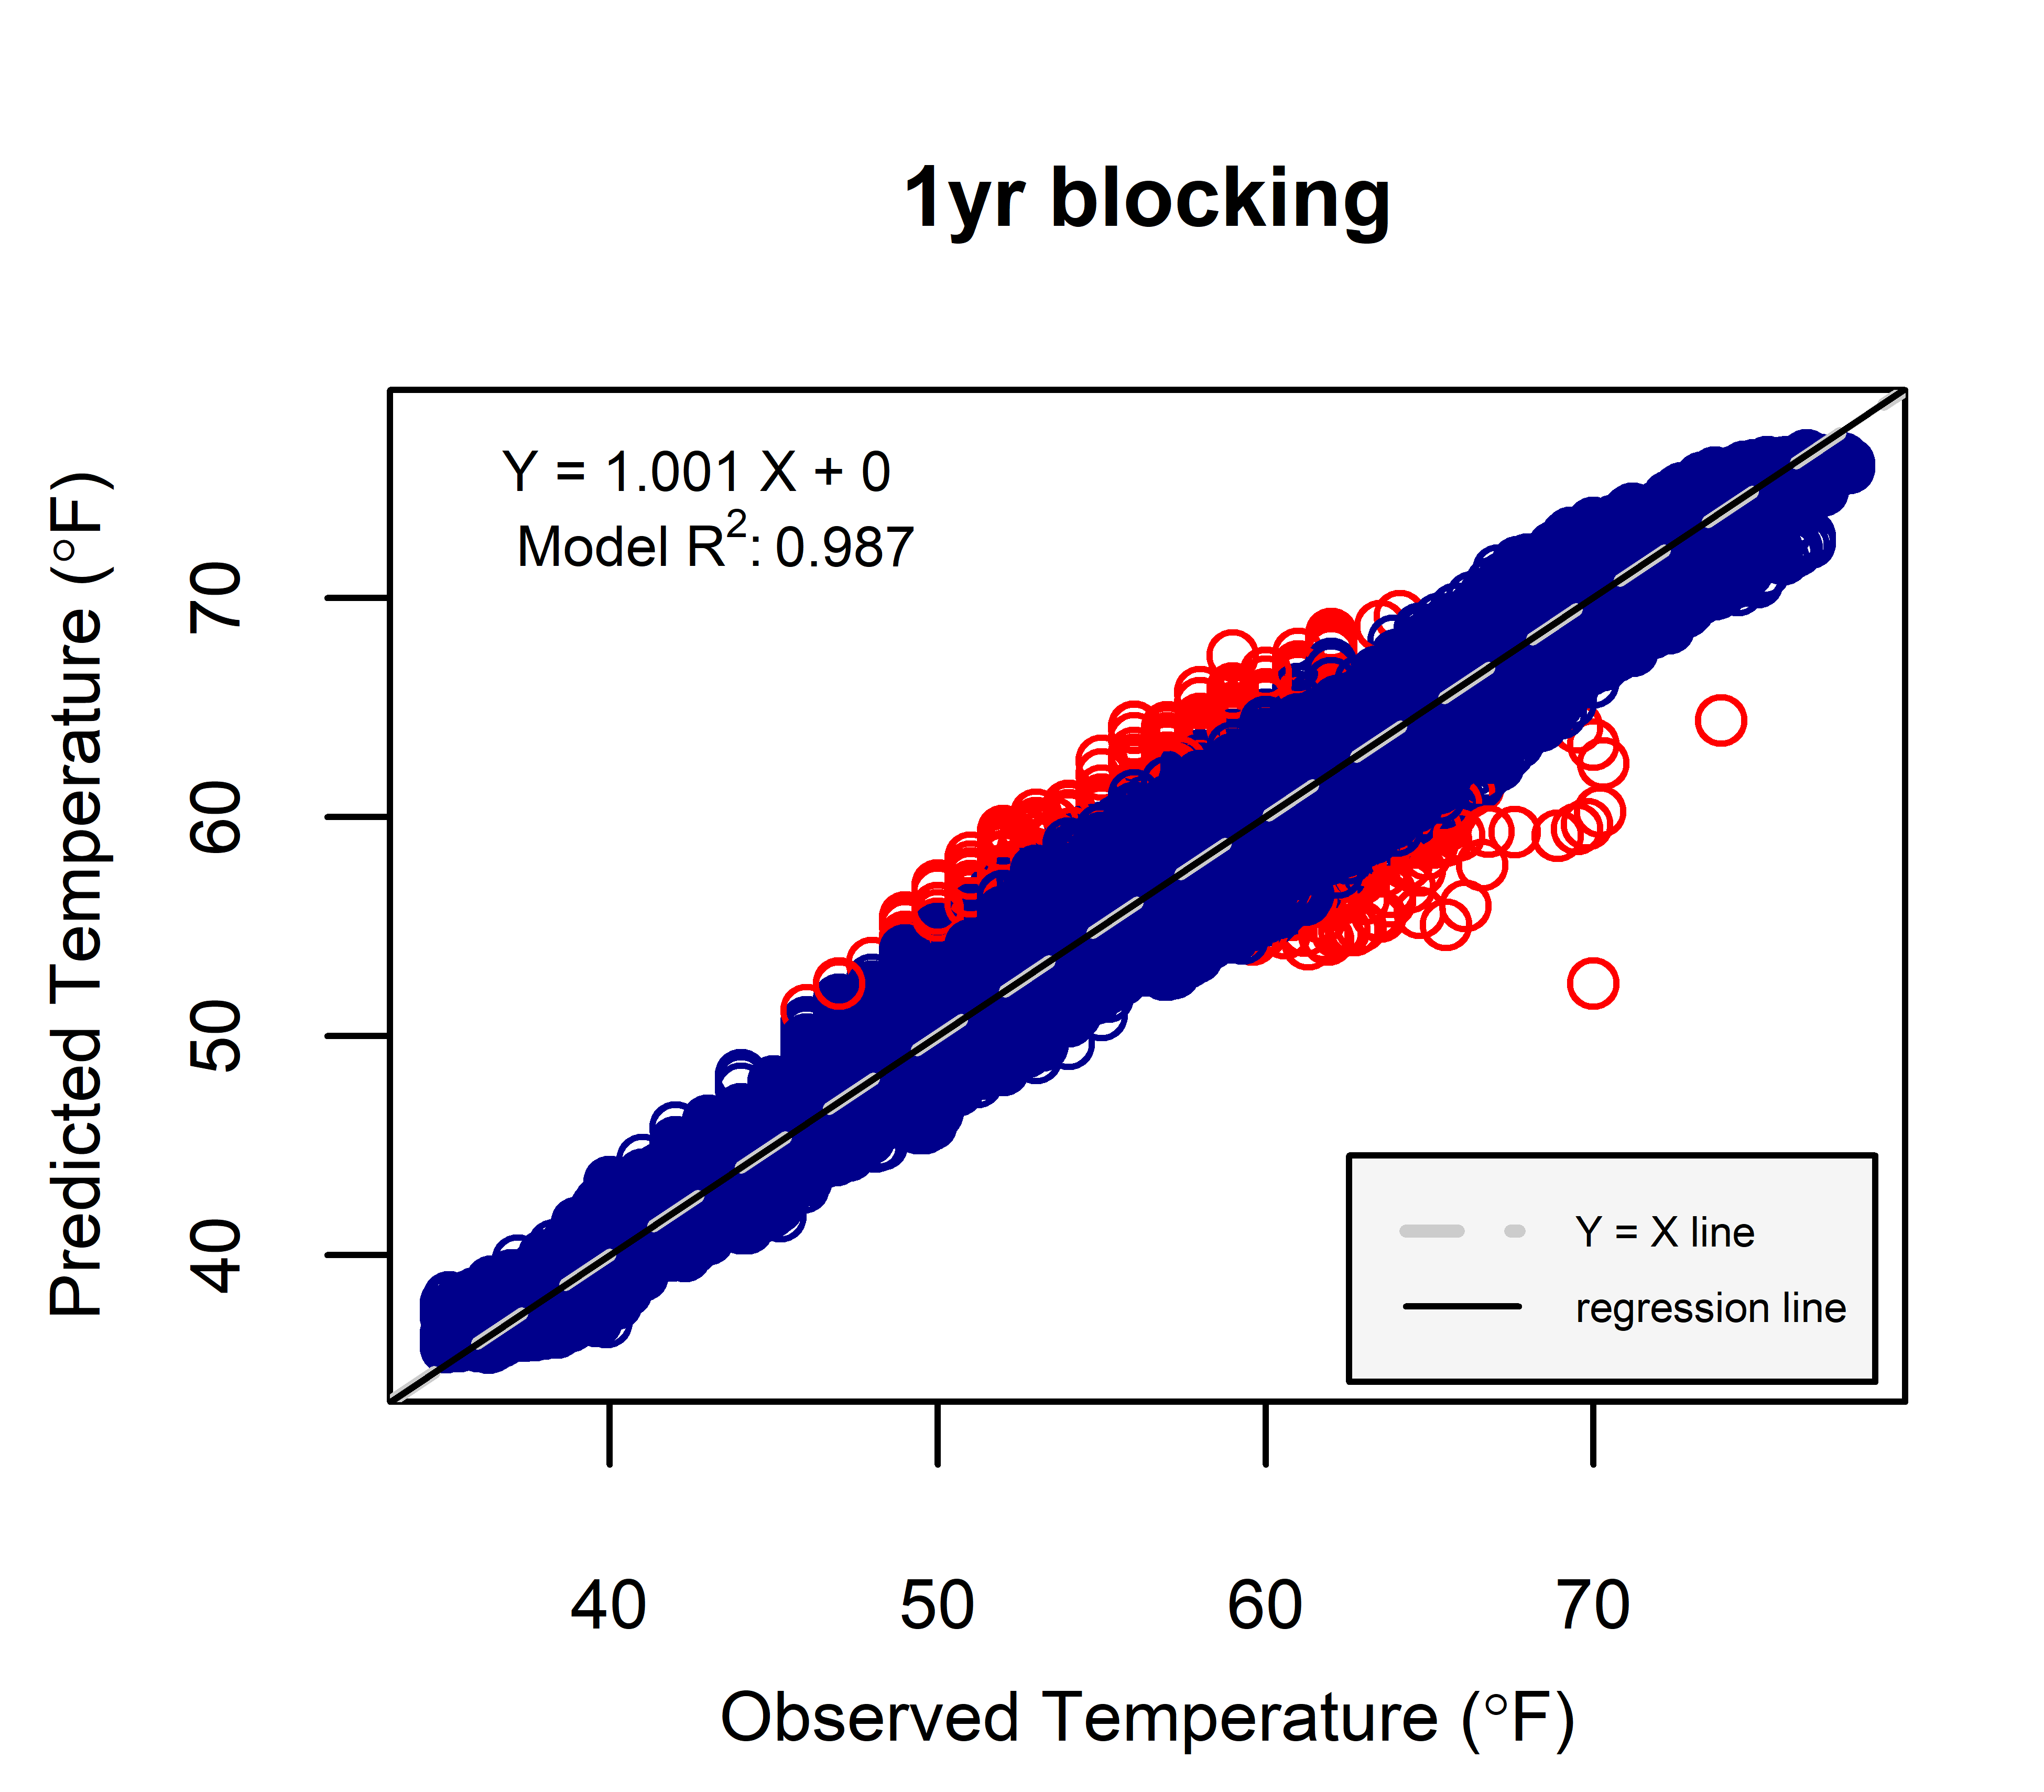 1yr blocking
Y = 1.001 X + 0
Model R²: 0.987
Predicted Temperature (°F)
70
60
50
40
Y = X line
regression line
40 50 60 70
Observed Temperature (°F)